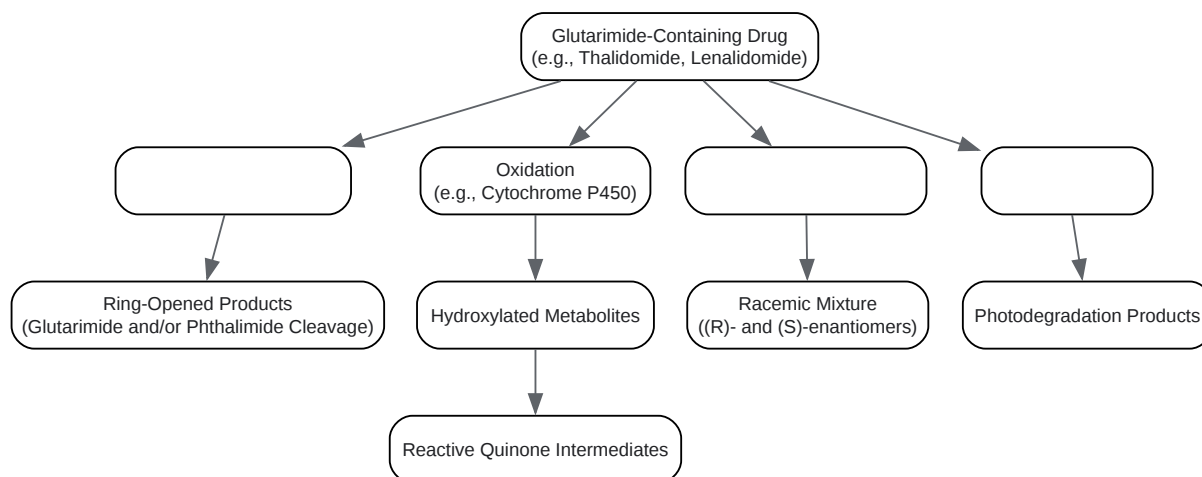 Glutarimide-Containing Drug
(e.g., Thalidomide, Lenalidomide)
Oxidation
(e.g., Cytochrome P450)
Ring-Opened Products
(Glutarimide and/or Phthalimide Cleavage)
Hydroxylated Metabolites
Racemic Mixture
((R)- and (S)-enantiomers)
Photodegradation Products
Reactive Quinone Intermediates